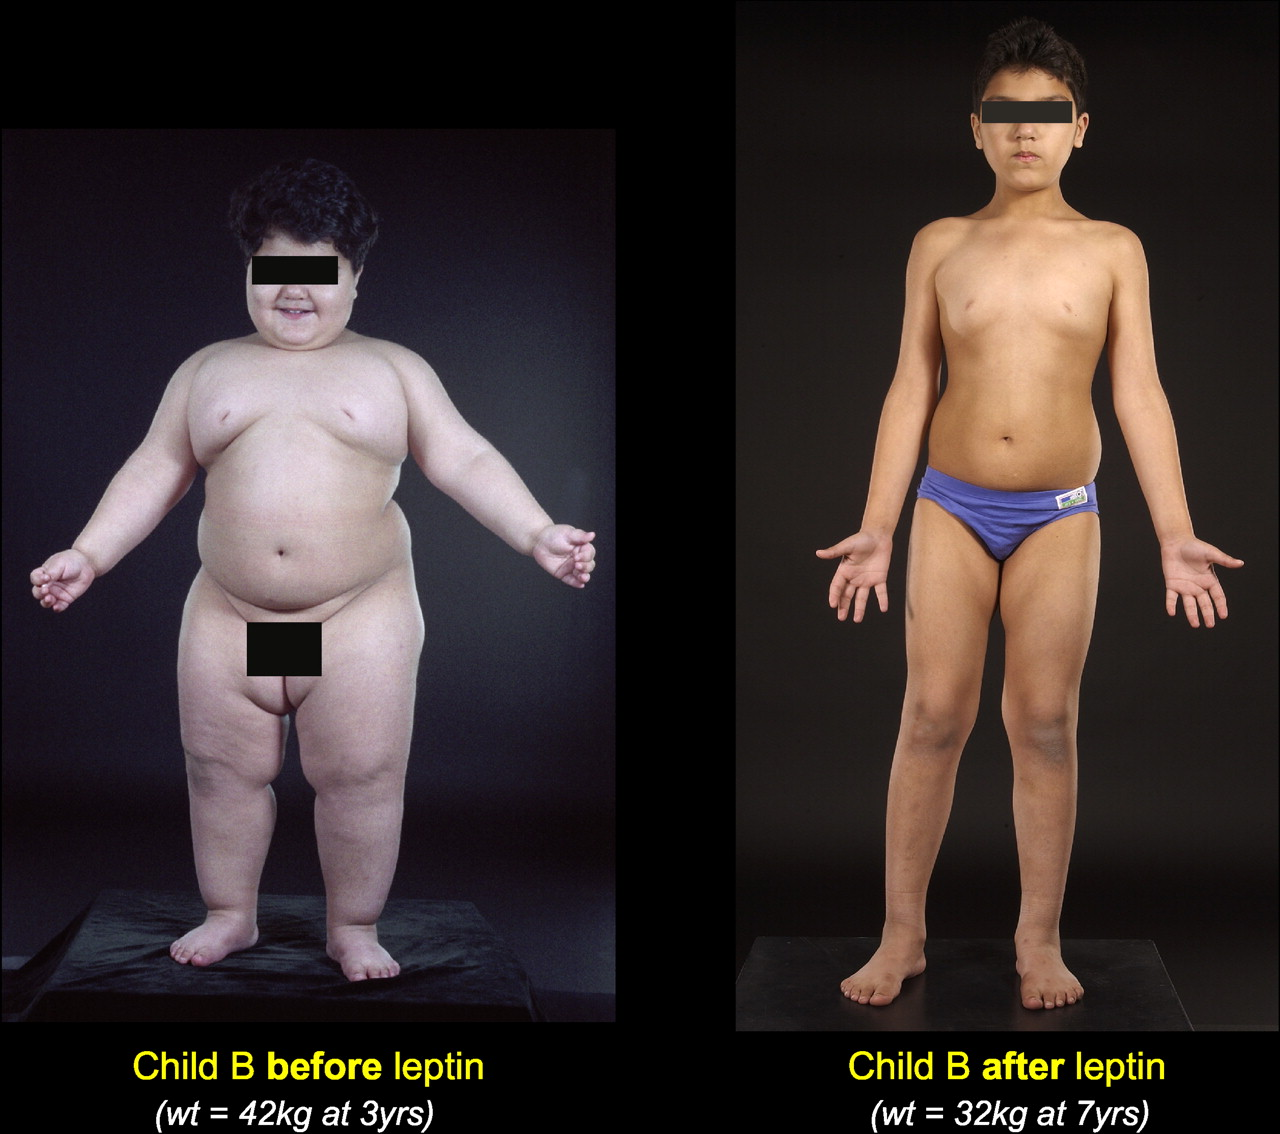 Child B before leptin
(wt = 42kg at 3yrs)
Child B after leptin
(wt = 32kg at 7yrs)